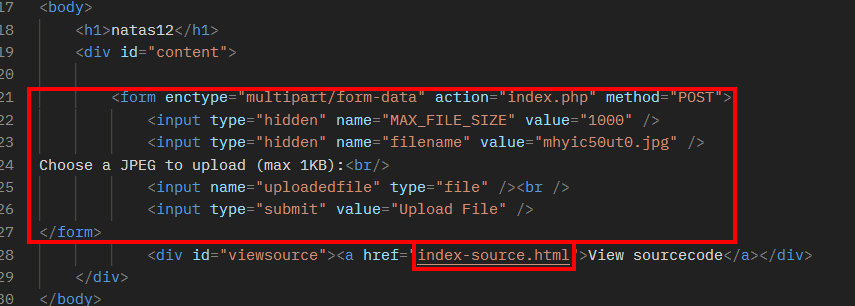 17 <body>
18 <h1>natas12</h1>
19 <div id="content">
20
21 <form enctype="multipart/form-data" action="index.php" method="POST">
22 <input type="hidden" name="MAX_FILE_SIZE" value="1000" />
23 <input type="hidden" name="filename" value="mhyic50ut0.jpg" />
24 Choose a JPEG to upload (max 1KB):<br/>
25 <input name="uploadedfile" type="file" /><br />
26 <input type="submit" value="Upload File" />
27 </form>
28 <div id="viewsource"><a href="index-source.html">View sourcecode</a></div>
29 </div>
30 </body>